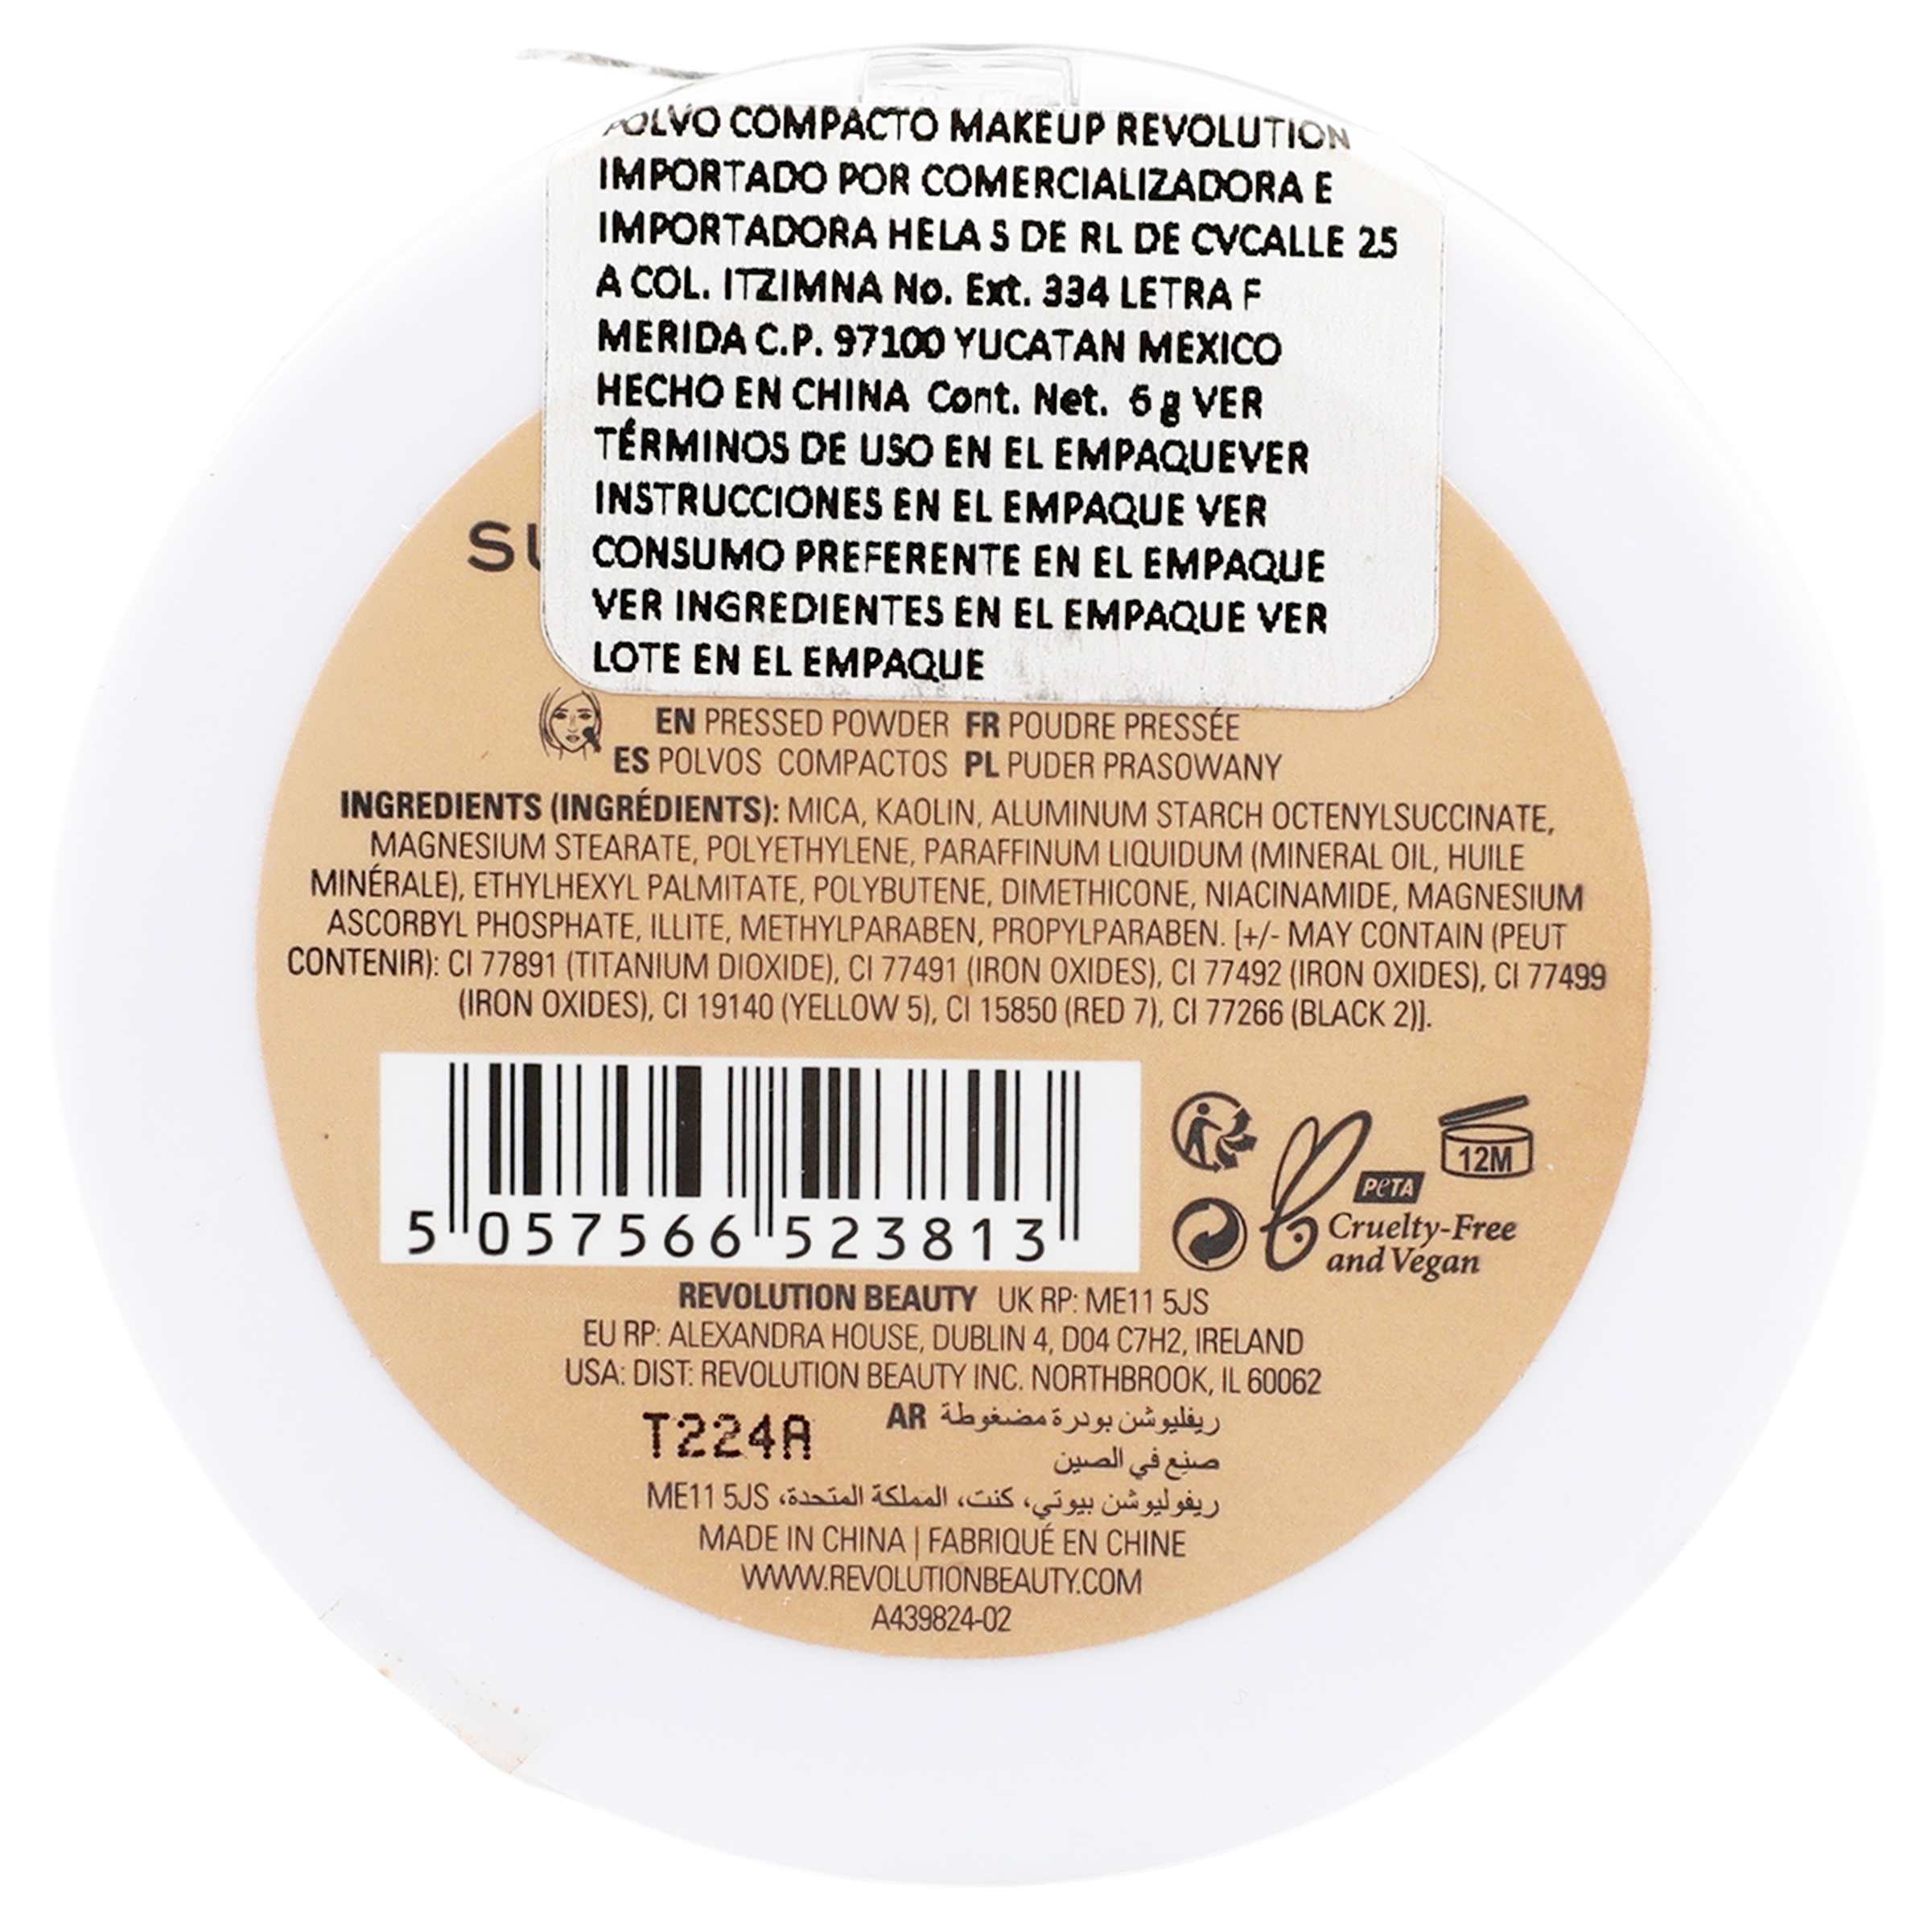 POLVO COMPACTO MAKEUP REVOLUTION
IMPORTADO POR COMERCIALIZADORA E
IMPORTADORA HELA S DE RL DE CVCALLE 25
A COL. ITZIMNA No. Ext. 334 LETRA F
MERIDA C.P. 97100 YUCATAN MEXICO
HECHO EN CHINA Cont. Net. 6 g VER
TÉRMINOS DE USO EN EL EMPAQUEVER
INSTRUCCIONES EN EL EMPAQUE VER
CONSUMO PREFERENTE EN EL EMPAQUE
VER INGREDIENTES EN EL EMPAQUE VER
LOTE EN EL EMPAQUE
EN PRESSED POWDER FR POUDRE PRESSÉE
ES POLVOS COMPACTOS PL PUDER PRASOWANY
INGREDIENTS (INGRÉDIENTS): MICA, KAOLIN, ALUMINUM STARCH OCTENYLSUCCINATE,
MAGNESIUM STEARATE, POLYETHYLENE, PARAFFINUM LIQUIDUM (MINERAL OIL, HUILE
MINÉRALE), ETHYLHEXYL PALMITATE, POLYBUTENE, DIMETHICONE, NIACINAMIDE, MAGNESIUM
ASCORBYL PHOSPHATE, ILLITE, METHYLPARABEN, PROPYLPARABEN. [+/- MAY CONTAIN (PEUT
CONTENIR): CI 77891 (TITANIUM DIOXIDE), CI 77491 (IRON OXIDES), CI 77492 (IRON OXIDES), CI 77499
(IRON OXIDES), CI 19140 (YELLOW 5), CI 15850 (RED 7), CI 77266 (BLACK 2)].
5 057566 523813
12M
PETA
Cruelty-Free
and Vegan
REVOLUTION BEAUTY UK RP: ME11 5JS
EU RP: ALEXANDRA HOUSE, DUBLIN 4, D04 C7H2, IRELAND
USA: DIST: REVOLUTION BEAUTY INC. NORTHBROOK, IL 60062
T224A
AR ريفليوشن بودرة مضغوطة
صنع في الصين
ريفوليوشن بيوتي، كنت، المملكة المتحدة، ME11 5JS
MADE IN CHINA | FABRIQUÉ EN CHINE
WWW.REVOLUTIONBEAUTY.COM
A439824-02